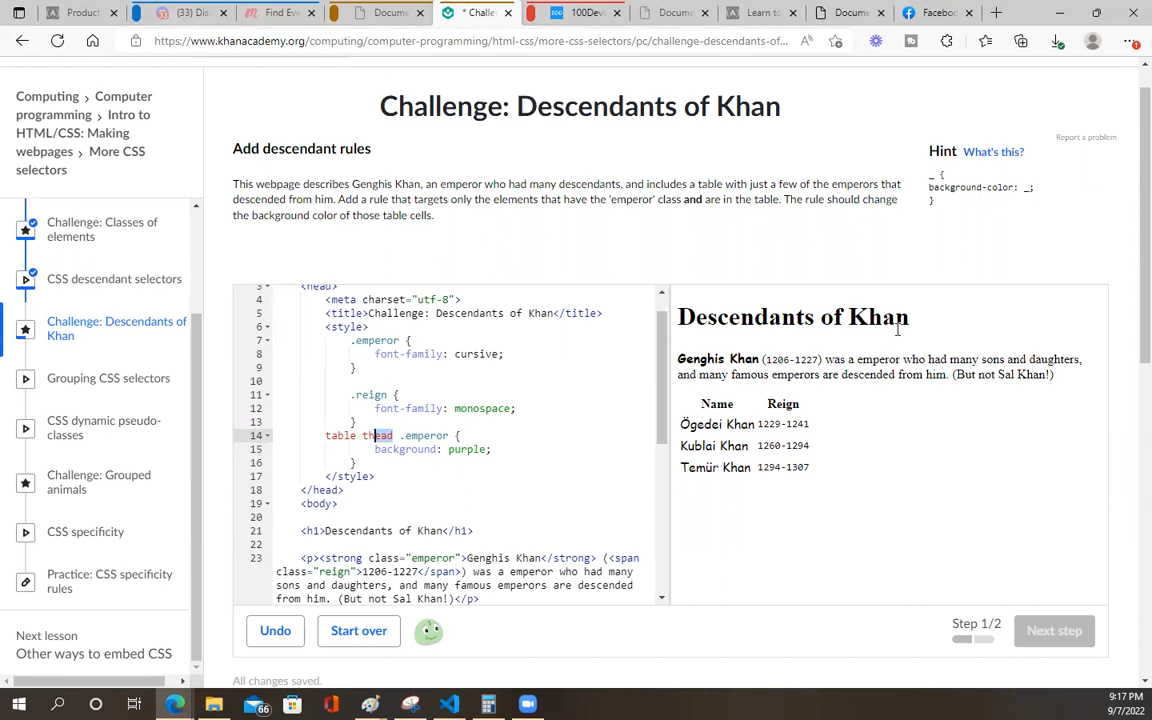 Product
(33) Dis
Find Eve
Docume
* Challe
100Dev
Docume
Learn to
Docume
Faceboo
https://www.khanacademy.org/computing/computer-programming/html-css/more-css-selectors/pc/challenge-descendants-of...
Computing > Computer
programming > Intro to
HTML/CSS: Making
webpages > More CSS
selectors
Challenge: Classes of
elements
CSS descendant selectors
Challenge: Descendants of
Khan
Grouping CSS selectors
CSS dynamic pseudo-
classes
Challenge: Grouped
animals
CSS specificity
Practice: CSS specificity
rules
Next lesson
Other ways to embed CSS
Challenge: Descendants of Khan
Report a problem
Add descendant rules
This webpage describes Genghis Khan, an emperor who had many descendants, and includes a table with just a few of the emperors that
descended from him. Add a rule that targets only the elements that have the 'emperor' class and are in the table. The rule should change
the background color of those table cells.
Hint What's this?
_ {
background-color: _;
}
3 <head>
4 <meta charset="utf-8">
5 <title>Challenge: Descendants of Khan</title>
6 <style>
7 .emperor {
8 font-family: cursive;
9 }
10
11 .reign {
12 font-family: monospace;
13 }
14 table thead .emperor {
15 background: purple;
16 }
17 </style>
18 </head>
19 <body>
20
21 <h1>Descendants of Khan</h1>
22
23 <p><strong class="emperor">Genghis Khan</strong> (<span
class="reign">1206-1227</span>) was a emperor who had many
sons and daughters, and many famous emperors are descended
from him. (But not Sal Khan!)</p>
Descendants of Khan
Genghis Khan (1206-1227) was a emperor who had many sons and daughters,
and many famous emperors are descended from him. (But not Sal Khan!)
Name Reign
Ögedei Khan 1229-1241
Kublai Khan 1260-1294
Temür Khan 1294-1307
Undo
Start over
Step 1/2
Next step
All changes saved.
66
9:17 PM
9/7/2022